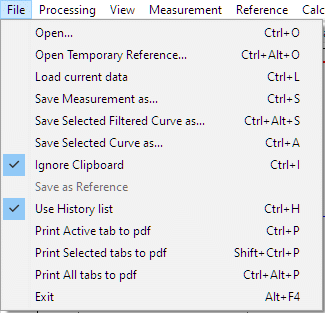 File Processing View Measurement Reference Calc
Open... Ctrl+O
Open Temporary Reference... Ctrl+Alt+O
Load current data Ctrl+L
Save Measurement as... Ctrl+S
Save Selected Filtered Curve as... Ctrl+Alt+S
Save Selected Curve as... Ctrl+A
Ignore Clipboard Ctrl+I
Save as Reference
Use History list Ctrl+H
Print Active tab to pdf Ctrl+P
Print Selected tabs to pdf Shift+Ctrl+P
Print All tabs to pdf Ctrl+Alt+P
Exit Alt+F4